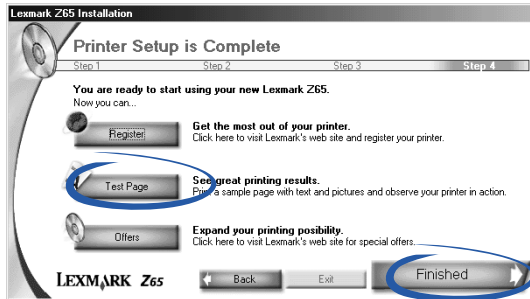 Lexmark Z65 Installation
Printer Setup is Complete
Step 1 Step 2 Step 3 Step 4
You are ready to start using your new Lexmark Z65.
Now you can...
Register
Get the most out of your printer.
Click here to visit Lexmark's web site and register your printer.
Test Page
See great printing results.
Print a sample page with text and pictures and observe your printer in action.
Offers
Expand your printing posibility.
Click here to visit Lexmark's web site for special offers.
LEXMARK Z65
Back Exit Finished